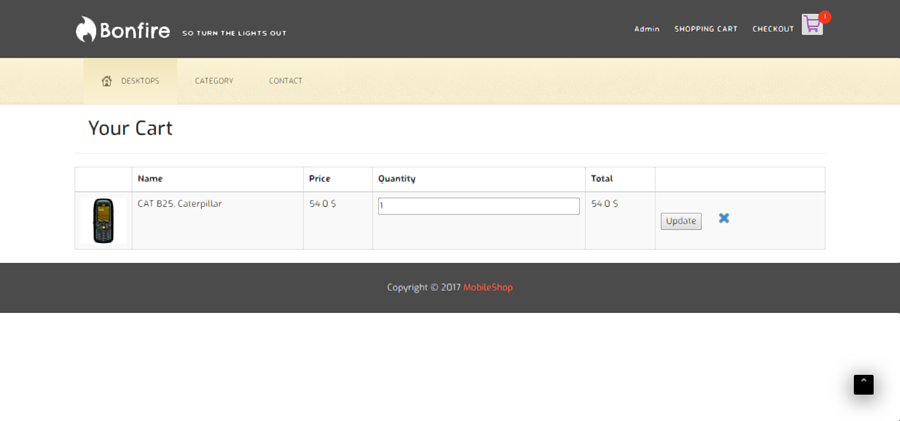 Bonfire SO TURN THE LIGHTS OUT
Admin SHOPPING CART CHECKOUT 1
DESKTOPS CATEGORY CONTACT
Your Cart
Name Price Quantity Total
CAT B25, Caterpillar 54.0 $ 1 54.0 $ Update
Copyright © 2017 MobileShop